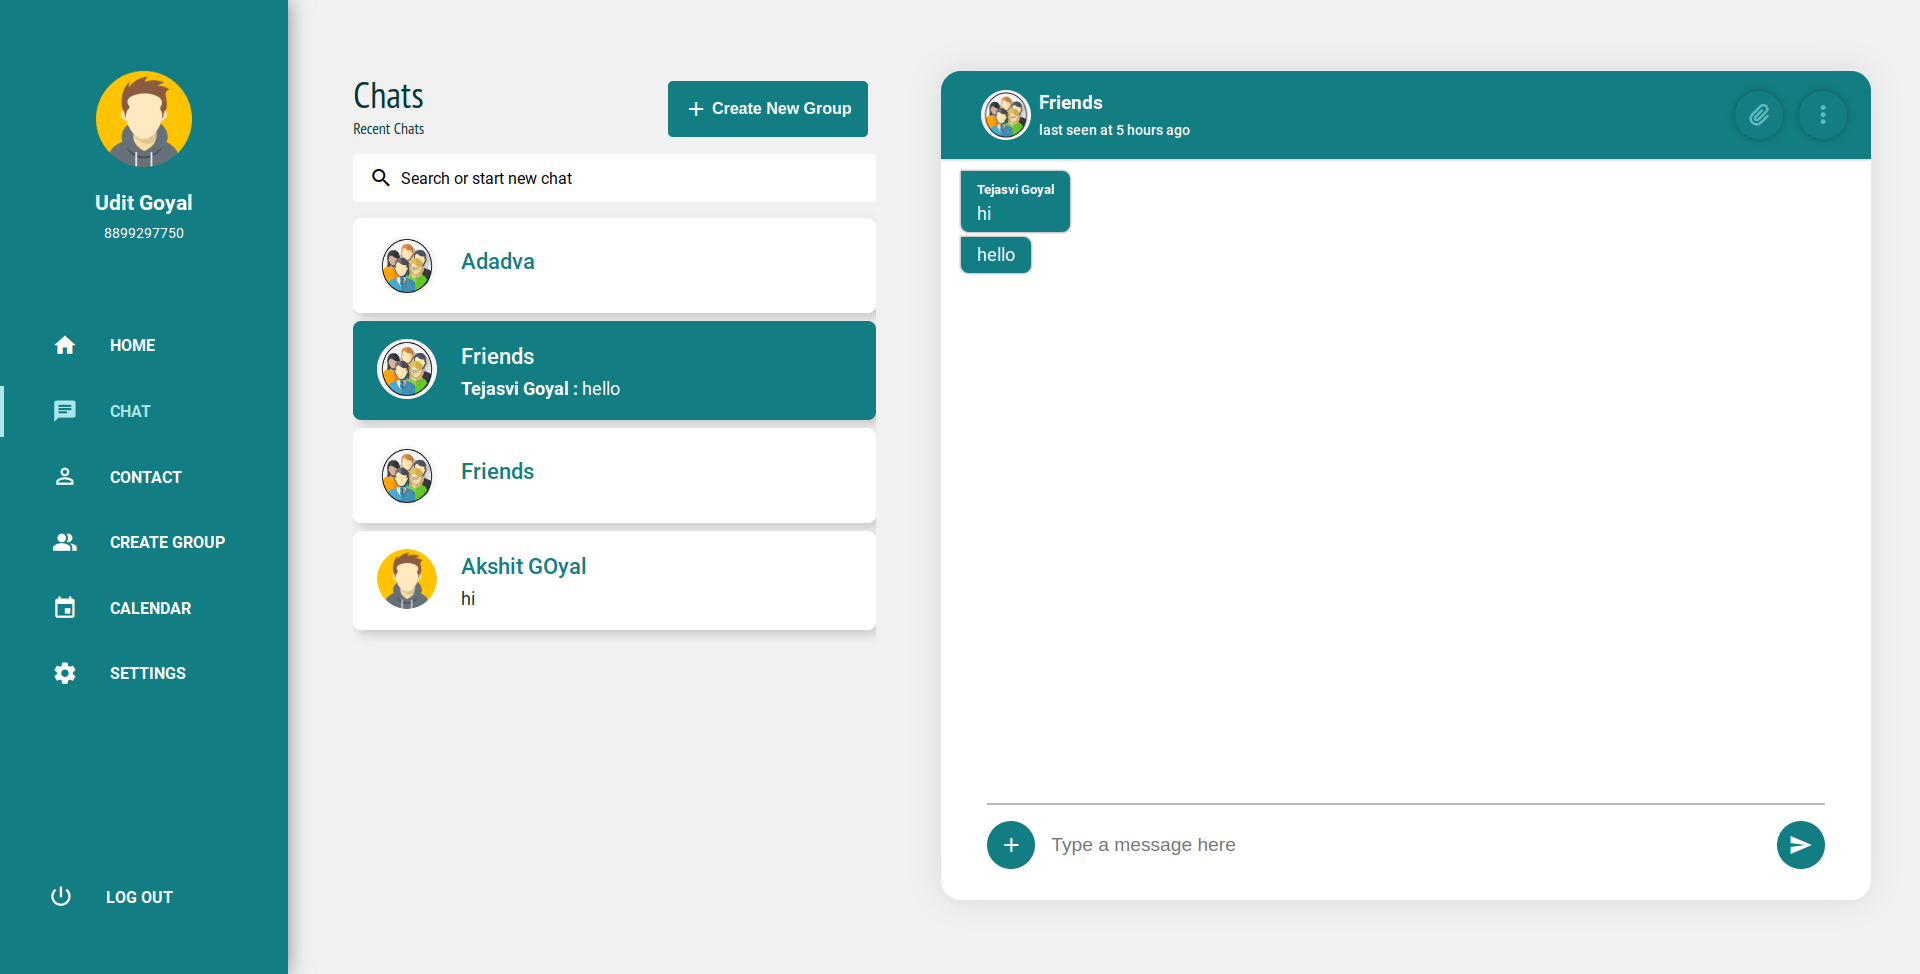 Udit Goyal
8899297750
HOME
CHAT
CONTACT
CREATE GROUP
CALENDAR
SETTINGS
LOG OUT
Chats
Recent Chats
Create New Group
Search or start new chat
Adadva
Friends
Tejasvi Goyal : hello
Friends
Akshit GOyal
hi
Friends
last seen at 5 hours ago
Tejasvi Goyal
hi
hello
Type a message here